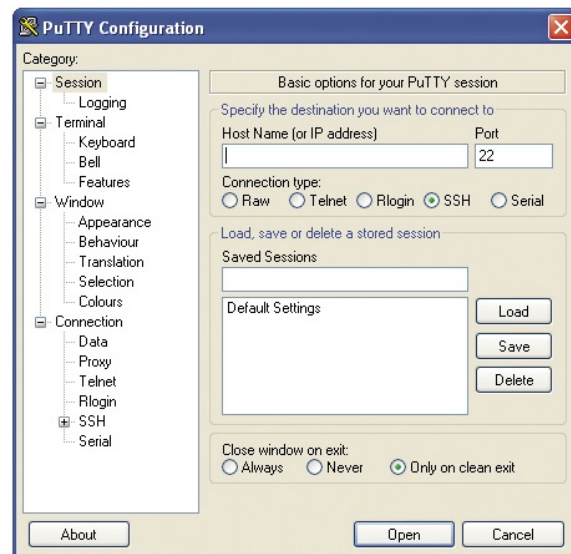 PuTTY Configuration
Category:
Session
Logging
Terminal
Keyboard
Bell
Features
Window
Appearance
Behaviour
Translation
Selection
Colours
Connection
Data
Proxy
Telnet
Rlogin
SSH
Serial
Basic options for your PuTTY session
Specify the destination you want to connect to
Host Name (or IP address) Port
22
Connection type:
Raw Telnet Rlogin SSH Serial
Load, save or delete a stored session
Saved Sessions
Default Settings
Load
Save
Delete
Close window on exit:
Always Never Only on clean exit
About Open Cancel